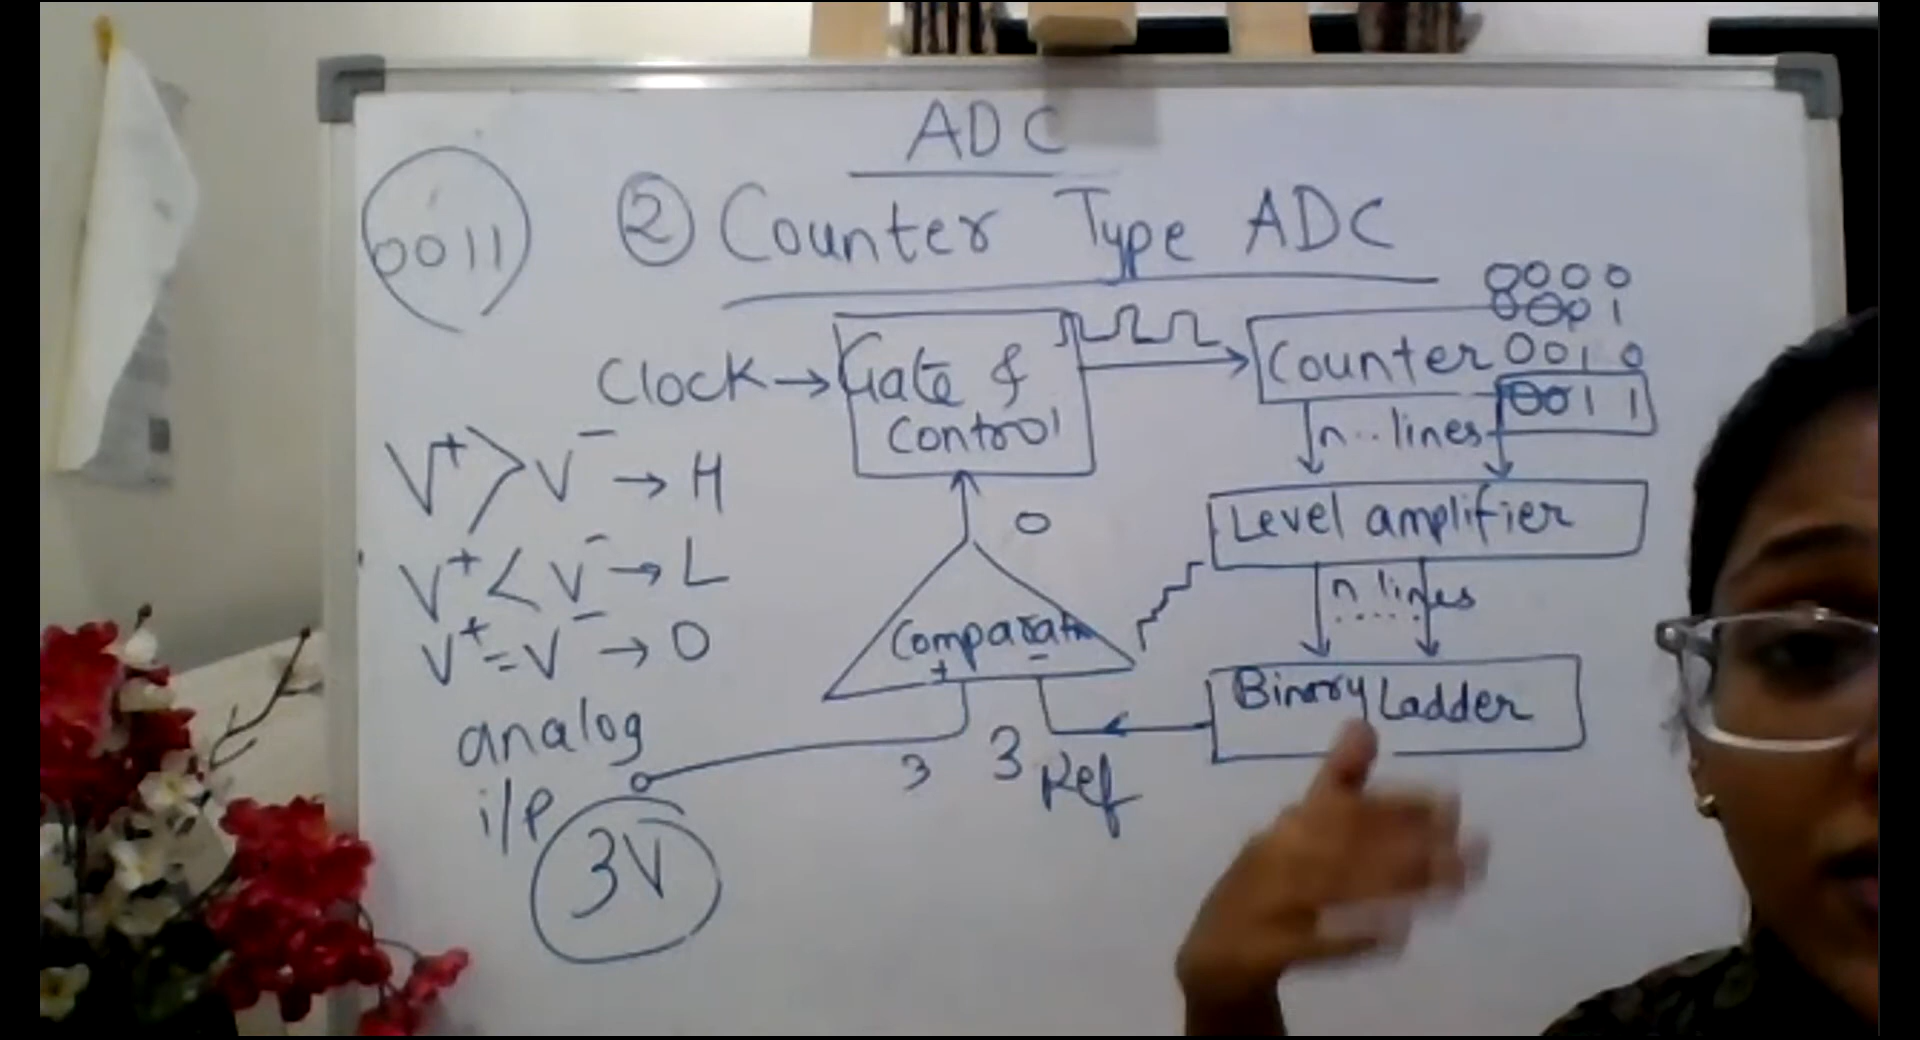 ADC
0011
② Counter Type ADC
0000
0001
Clock → Gate & Control
Counter
0010
0011
n..lines
V⁺ > V⁻ → H
0
Level amplifier
V⁺ < V⁻ → L
n lines
.....
V⁺ = V⁻ → 0
+ -
Binary Ladder
analog
i/p
3 3 Ref
3V